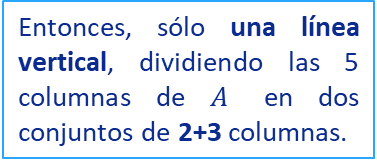 Entonces, sólo una línea
vertical, dividiendo las 5
columnas de A en dos
conjuntos de 2+3 columnas.